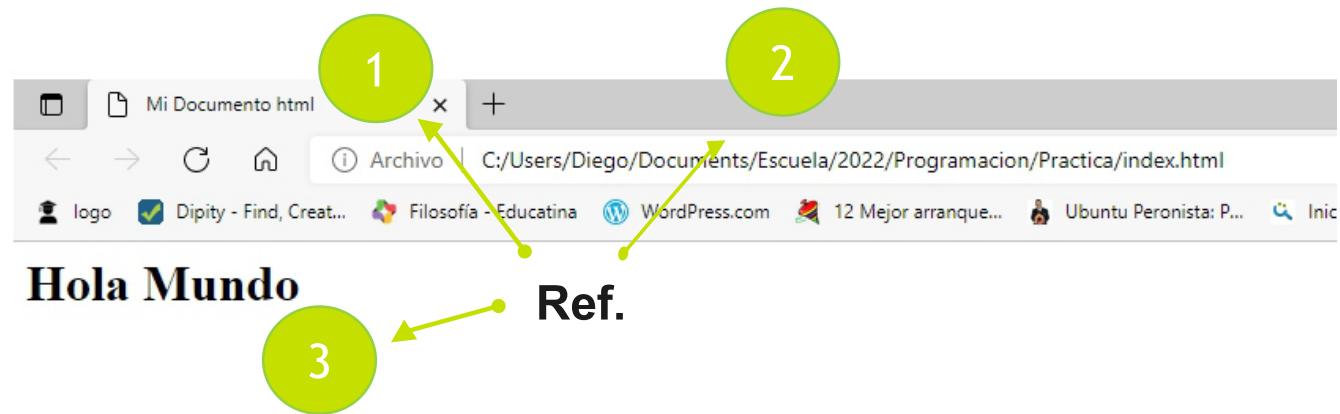 1
2
Mi Documento html
Archivo C:/Users/Diego/Documents/Escuela/2022/Programacion/Practica/index.html
logo Dipity - Find, Creat... Filosofía - Educatina WordPress.com 12 Mejor arranque... Ubuntu Peronista: P... Inic
Hola Mundo
Ref.
3